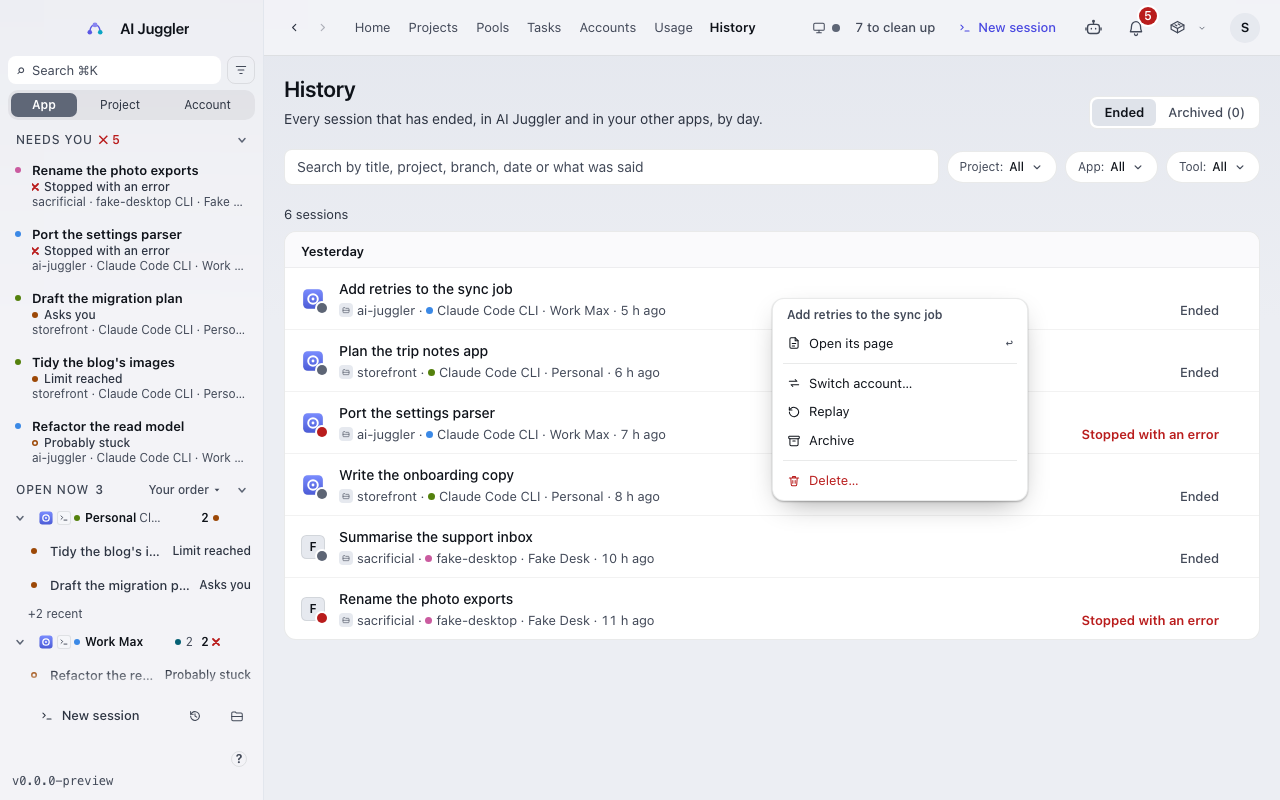 AI Juggler
Search ⌘K
App Project Account
NEEDS YOU 5
Rename the photo exports
Stopped with an error
sacrificial · fake-desktop CLI · Fake ...
Port the settings parser
Stopped with an error
ai-juggler · Claude Code CLI · Work ...
Draft the migration plan
Asks you
storefront · Claude Code CLI · Perso...
Tidy the blog's images
Limit reached
storefront · Claude Code CLI · Perso...
Refactor the read model
Probably stuck
ai-juggler · Claude Code CLI · Work ...
OPEN NOW 3 Your order
Personal Cl... 2
Tidy the blog's i... Limit reached
Draft the migration p... Asks you
+2 recent
Work Max 2 2
Refactor the re... Probably stuck
New session
?
v0.0.0-preview
Home Projects Pools Tasks Accounts Usage History 7 to clean up New session 5 S
History
Every session that has ended, in AI Juggler and in your other apps, by day.
Ended Archived (0)
Search by title, project, branch, date or what was said
Project: All App: All Tool: All
6 sessions
Yesterday
Add retries to the sync job
ai-juggler · Claude Code CLI · Work Max · 5 h ago
Ended
Plan the trip notes app
storefront · Claude Code CLI · Personal · 6 h ago
Ended
Port the settings parser
ai-juggler · Claude Code CLI · Work Max · 7 h ago
Stopped with an error
Write the onboarding copy
storefront · Claude Code CLI · Personal · 8 h ago
Ended
F
Summarise the support inbox
sacrificial · fake-desktop · Fake Desk · 10 h ago
Ended
F
Rename the photo exports
sacrificial · fake-desktop · Fake Desk · 11 h ago
Stopped with an error
Add retries to the sync job
Open its page ↩
Switch account...
Replay
Archive
Delete...